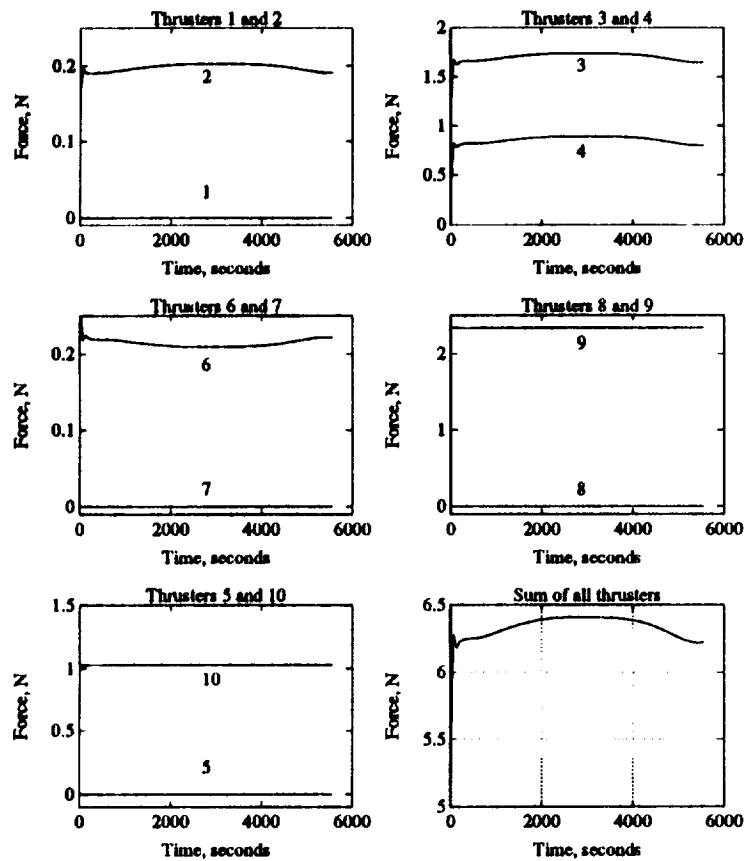 Thrusters 1 and 2
Force, N
0.2
0.1
0
2
1
0 2000 4000 6000
Time, seconds
Thrusters 3 and 4
Force, N
2
1.5
1
0.5
0
3
4
0 2000 4000 6000
Time, seconds
Thrusters 6 and 7
Force, N
0.2
0.1
0
6
7
0 2000 4000 6000
Time, seconds
Thrusters 8 and 9
Force, N
2
1
0
9
8
0 2000 4000 6000
Time, seconds
Thrusters 5 and 10
Force, N
1.5
1
0.5
0
10
5
0 2000 4000 6000
Time, seconds
Sum of all thrusters
Force, N
6.5
6
5.5
5
0 2000 4000 6000
Time, seconds